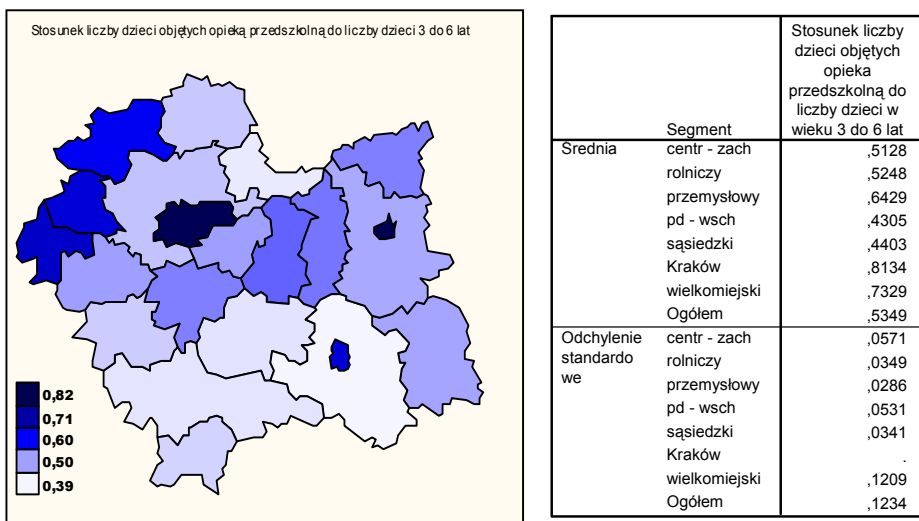 Stosunek liczby dzieci objętych opieką przedszkolną do liczby dzieci 3 do 6 lat
0,82
0,71
0,60
0,50
0,39
Stosunek liczby
dzieci objętych
opieka
przedszkolną do
liczby dzieci w
Segment wieku 3 do 6 lat
Średnia centr - zach ,5128
rolniczy ,5248
przemysłowy ,6429
pd - wsch ,4305
sąsiedzki ,4403
Kraków ,8134
wielkomiejski ,7329
Ogółem ,5349
Odchylenie centr - zach ,0571
standardo rolniczy ,0349
we przemysłowy ,0286
pd - wsch ,0531
sąsiedzki ,0341
Kraków .
wielkomiejski ,1209
Ogółem ,1234